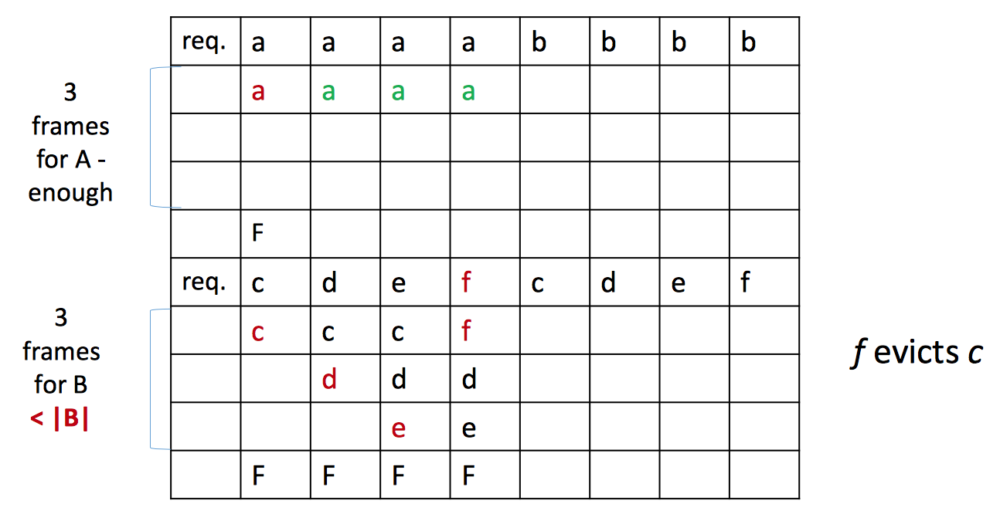 req. a a a a b b b b
3
frames
for A -
enough
a a a a
F
req. c d e f c d e f
3
frames
for B
< |B|
c c c f
d d d
e e
F F F F
f evicts c